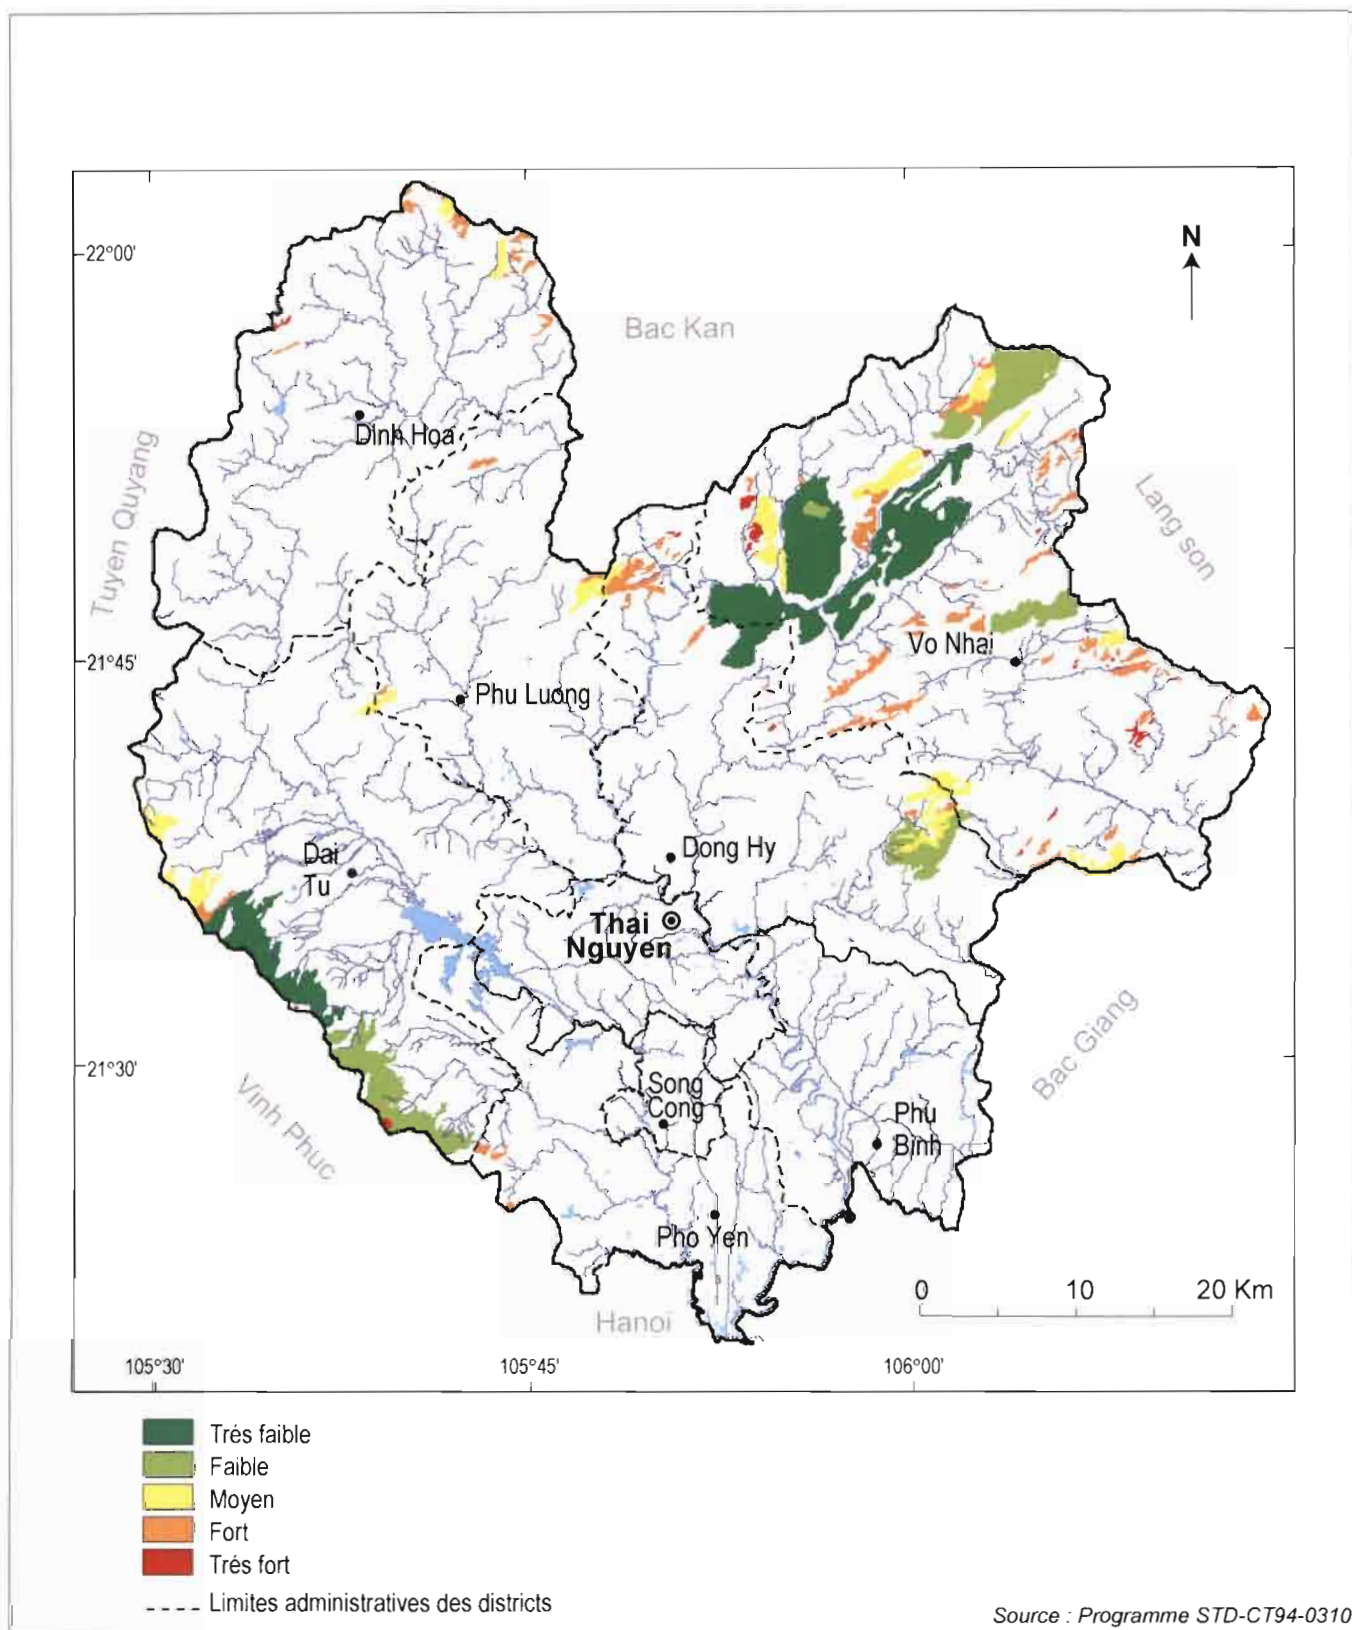 N
22°00'
Bac Kan
Dinh Hoa
Tuyen Quyang
Lang son
21°45'
Vo Nhai
Phu Luong
Dai
Tu
Dong Hy
Thai
Nguyen
21°30'
Vinh Phuc
Song
Cong
Phu
Binh
Bac Giang
Pho Yen
Hanoï
0 10 20 Km
105°30' 105°45' 106°00'
Trés faible
Faible
Moyen
Fort
Trés fort
Limites administratives des districts
Source : Programme STD-CT94-0310